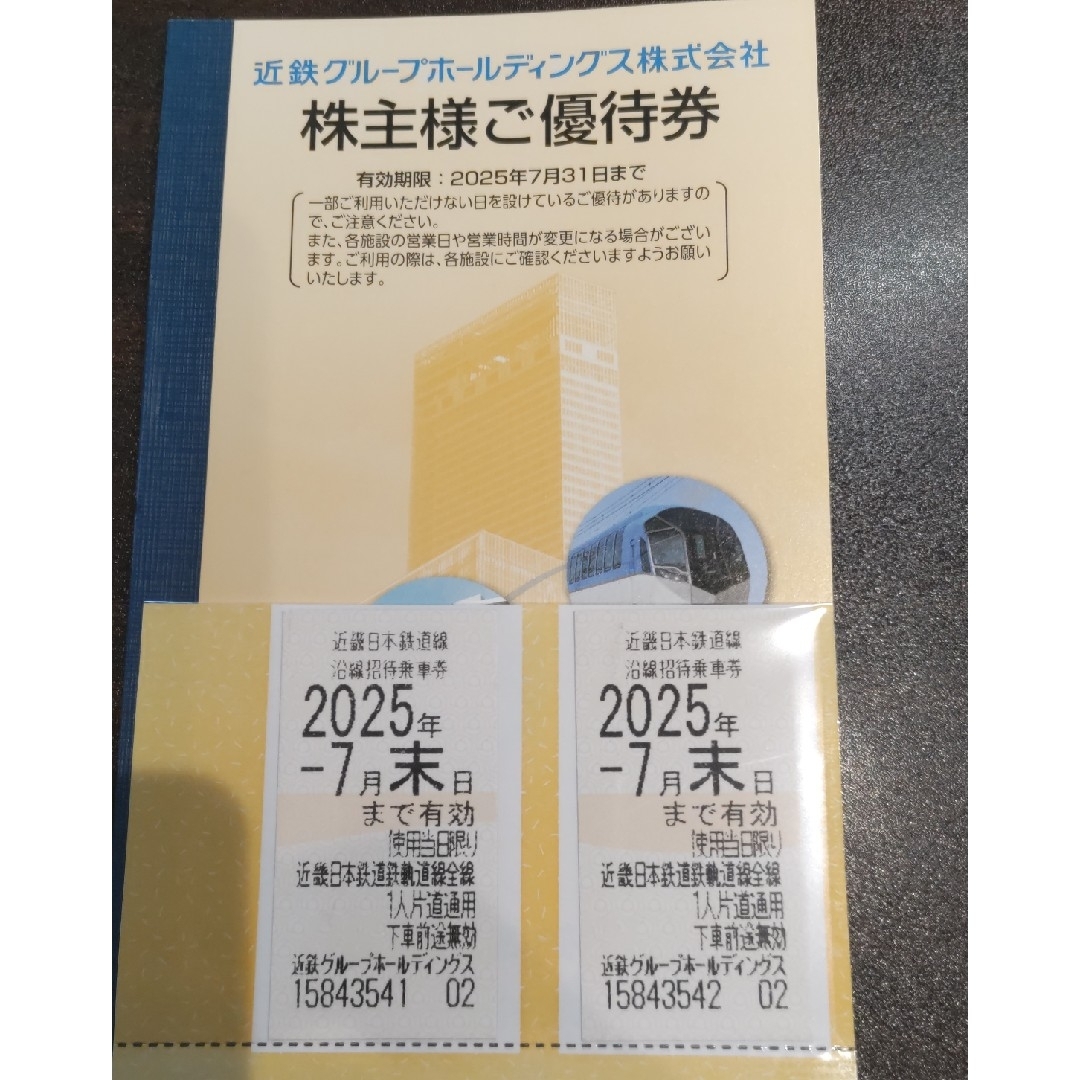 近鉄グループホールディングス株式会社
株主様ご優待券
有効期限：2025年7月31日まで
一部ご利用いただけない日を設けているご優待がありますの
で、ご注意ください。
また、各施設の営業日や営業時間が変更になる場合がござい
ます。ご利用の際は、各施設にご確認くださいますようお願い
いたします。
近畿日本鉄道線
沿線招待乗車券
2025年
-7月末日
まで有効
(使用当日限り)
近畿日本鉄道鉄軌道線全線
1人片道通用
下車前途無効
近鉄グループホールディングス
15843541 02
近畿日本鉄道線
沿線招待乗車券
2025年
-7月末日
まで有効
(使用当日限り)
近畿日本鉄道鉄軌道線全線
1人片道通用
下車前途無効
近鉄グループホールディングス
15843542 02